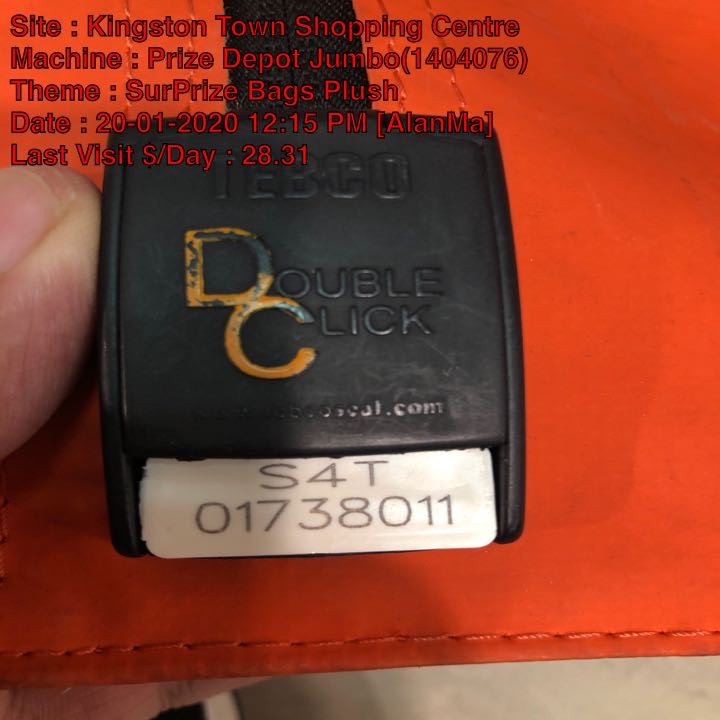 Site : Kingston Town Shopping Centre
Machine : Prize Depot Jumbo(1404076)
Theme : SurPrize Bags Plush
Date : 20-01-2020 12:15 PM [AlanMa]
Last Visit $/Day : 28.31
TEBCO
DOUBLE
CLICK
S4T
01738011